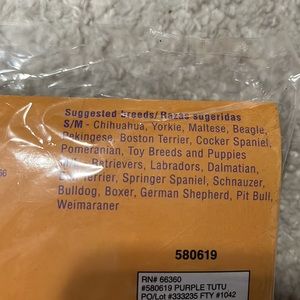 Suggested breeds/ Razas sugeridas
S/M - Chihuahua, Yorkie, Maltese, Beagle,
Pekingese, Boston Terrier, Cocker Spaniel,
Pomeranian, Toy Breeds and Puppies
Retrievers, Labradors, Dalmatian,
Terrier, Springer Spaniel, Schnauzer,
Bulldog, Boxer, German Shepherd, Pit Bull,
Weimaraner
580619
RN# 66360
#580619 PURPLE TUTU
PO/Lot #333235 FTY #1042